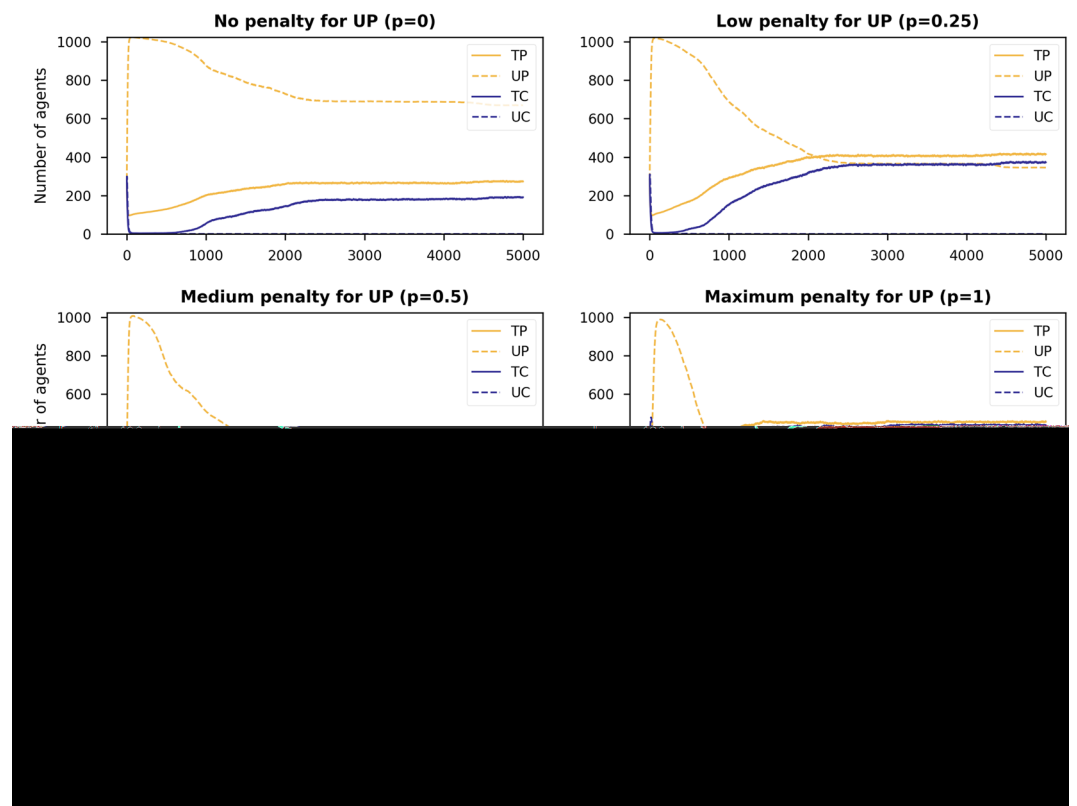 No penalty for UP (p=0)
Low penalty for UP (p=0.25)
Number of agents
1000
800
600
400
200
0
TP
UP
TC
UC
0 1000 2000 3000 4000 5000
1000
800
600
400
200
0
TP
UP
TC
UC
0 1000 2000 3000 4000 5000
Medium penalty for UP (p=0.5)
Maximum penalty for UP (p=1)
of agents
1000
800
600
TP
UP
TC
UC
1000
800
600
TP
UP
TC
UC